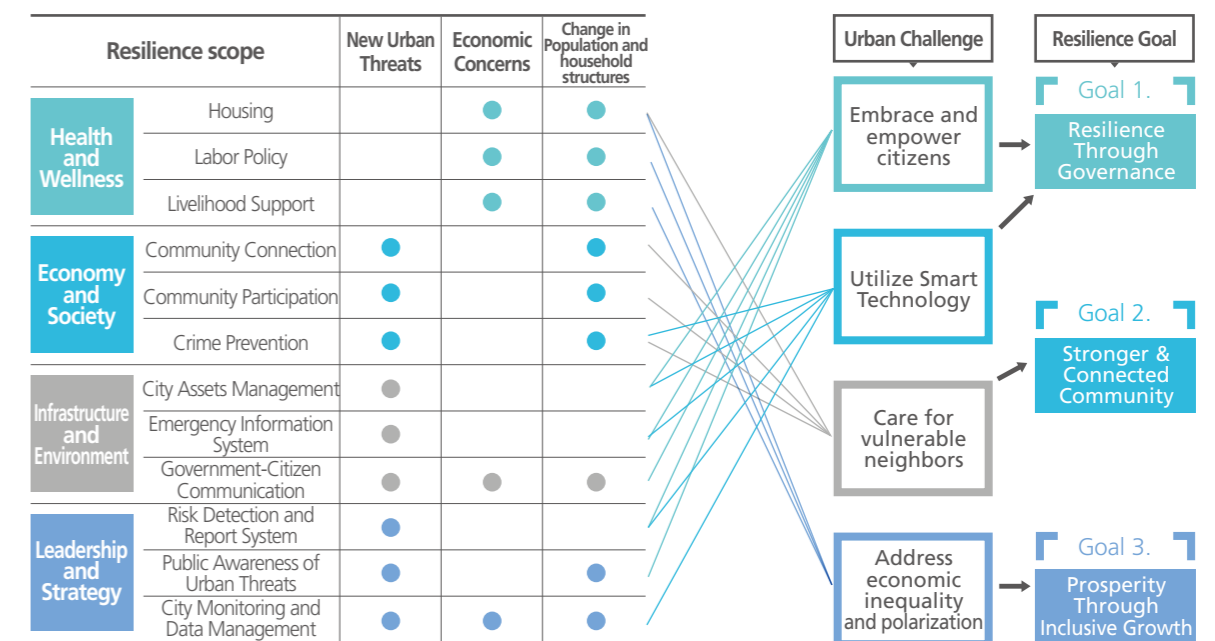 Resilience scope
New Urban
Threats
Economic
Concerns
Change in
Population and
household
structures
Urban Challenge
Resilience Goal
Health
and
Wellness
Housing
Labor Policy
Livelihood Support
Economy
and
Society
Community Connection
Community Participation
Crime Prevention
Infrastructure
and
Environment
City Assets Management
Emergency Information
System
Government-Citizen
Communication
Leadership
and
Strategy
Risk Detection and
Report System
Public Awareness of
Urban Threats
City Monitoring and
Data Management
Embrace and
empower
citizens
Utilize Smart
Technology
Care for
vulnerable
neighbors
Address
economic
inequality
and polarization
Goal 1.
Resilience
Through
Governance
Goal 2.
Stronger &
Connected
Community
Goal 3.
Prosperity
Through
Inclusive Growth